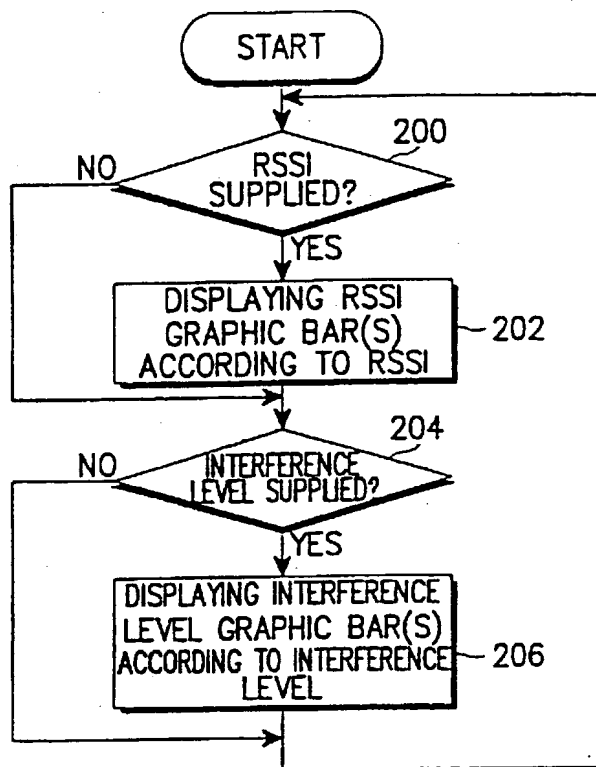 START
200
RSSI
SUPPLIED?
NO
YES
DISPLAYING RSSI
GRAPHIC BAR(S)
ACCORDING TO RSSI
202
204
INTERFERENCE
LEVEL SUPPLIED?
NO
YES
DISPLAYING INTERFERENCE
LEVEL GRAPHIC BAR(S)
ACCORDING TO INTERFERENCE
LEVEL
206